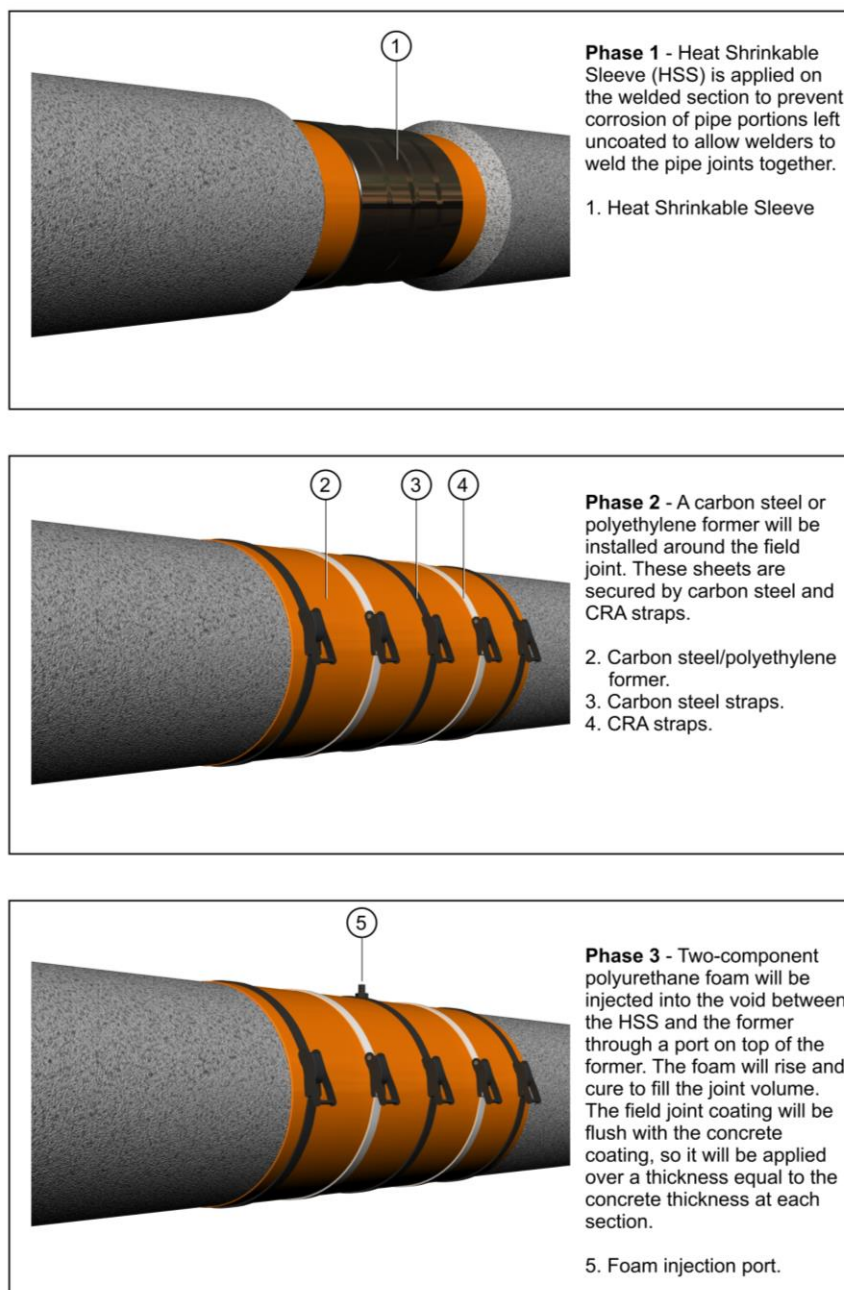 1
Phase 1 - Heat Shrinkable
Sleeve (HSS) is applied on
the welded section to prevent
corrosion of pipe portions left
uncoated to allow welders to
weld the pipe joints together.
1. Heat Shrinkable Sleeve
2
3
4
Phase 2 - A carbon steel or
polyethylene former will be
installed around the field
joint. These sheets are
secured by carbon steel and
CRA straps.
2. Carbon steel/polyethylene
former.
3. Carbon steel straps.
4. CRA straps.
5
Phase 3 - Two-component
polyurethane foam will be
injected into the void between
the HSS and the former
through a port on top of the
former. The foam will rise and
cure to fill the joint volume.
The field joint coating will be
flush with the concrete
coating, so it will be applied
over a thickness equal to the
concrete thickness at each
section.
5. Foam injection port.